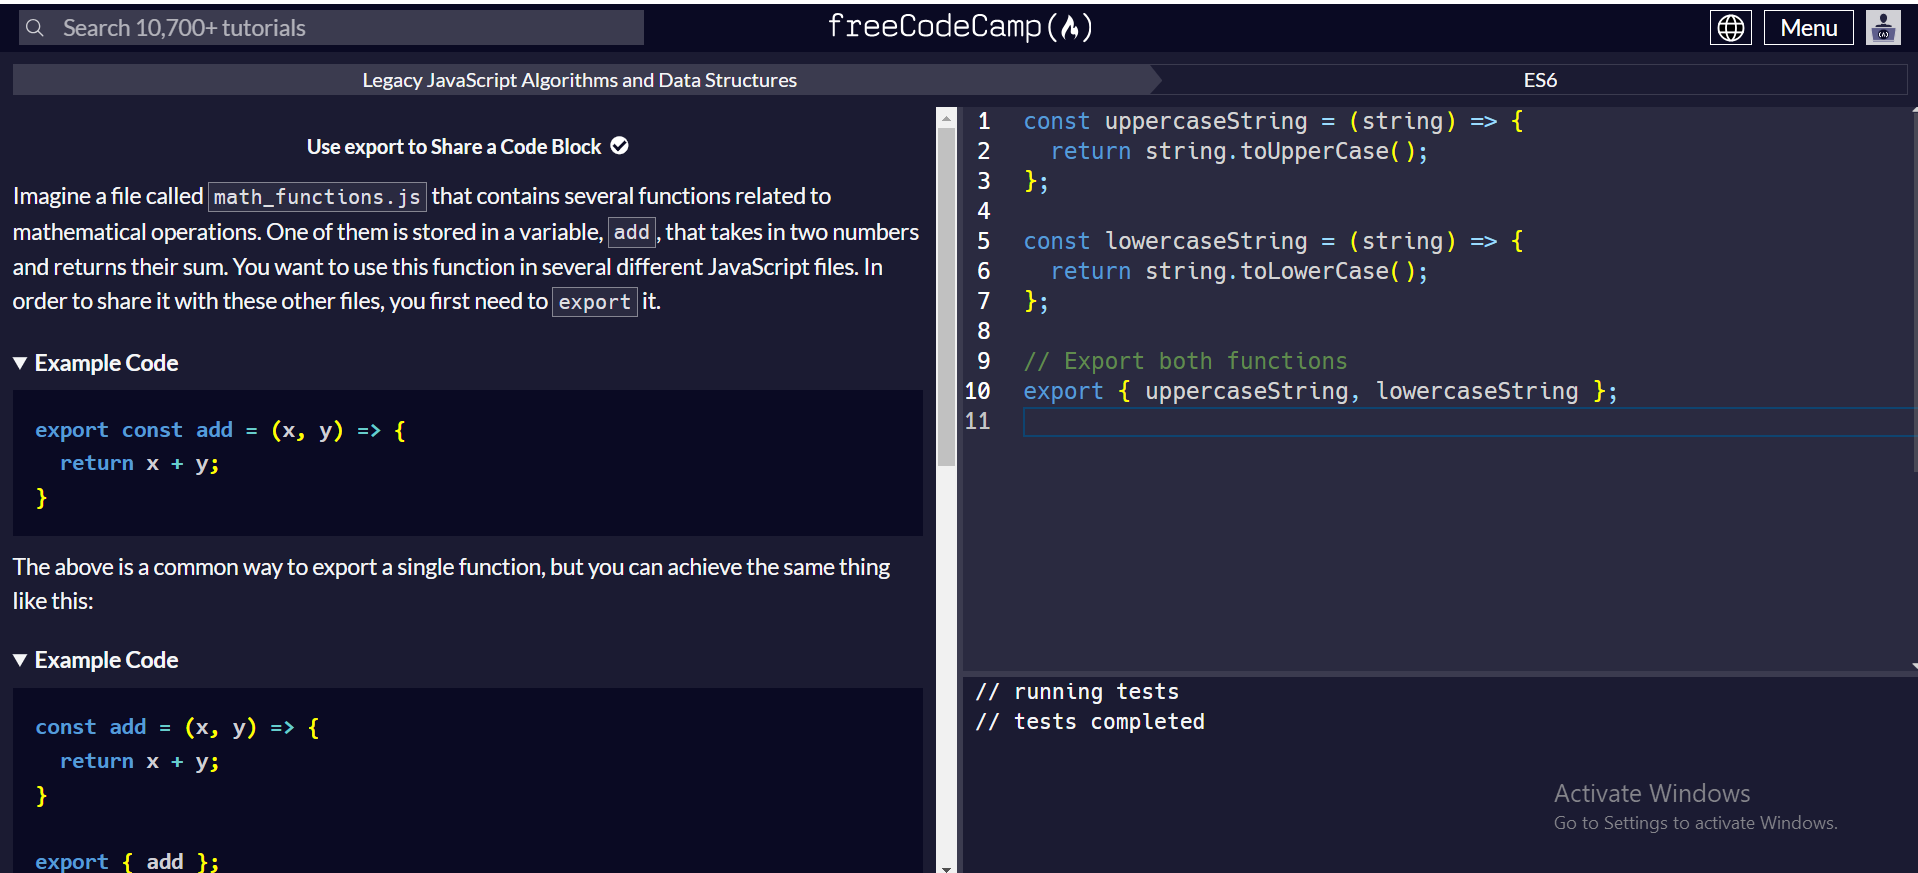 Search 10,700+ tutorials
freeCodeCamp
Menu
Legacy JavaScript Algorithms and Data Structures
ES6
Use export to Share a Code Block
Imagine a file called math_functions.js that contains several functions related to
mathematical operations. One of them is stored in a variable, add, that takes in two numbers
and returns their sum. You want to use this function in several different JavaScript files. In
order to share it with these other files, you first need to export it.
Example Code
export const add = (x, y) => {
  return x + y;
}
The above is a common way to export a single function, but you can achieve the same thing
like this:
Example Code
const add = (x, y) => {
  return x + y;
}
export { add };
1 const uppercaseString = (string) => {
2   return string.toUpperCase();
3 };
4
5 const lowercaseString = (string) => {
6   return string.toLowerCase();
7 };
8
9 // Export both functions
10 export { uppercaseString, lowercaseString };
11
// running tests
// tests completed
Activate Windows
Go to Settings to activate Windows.